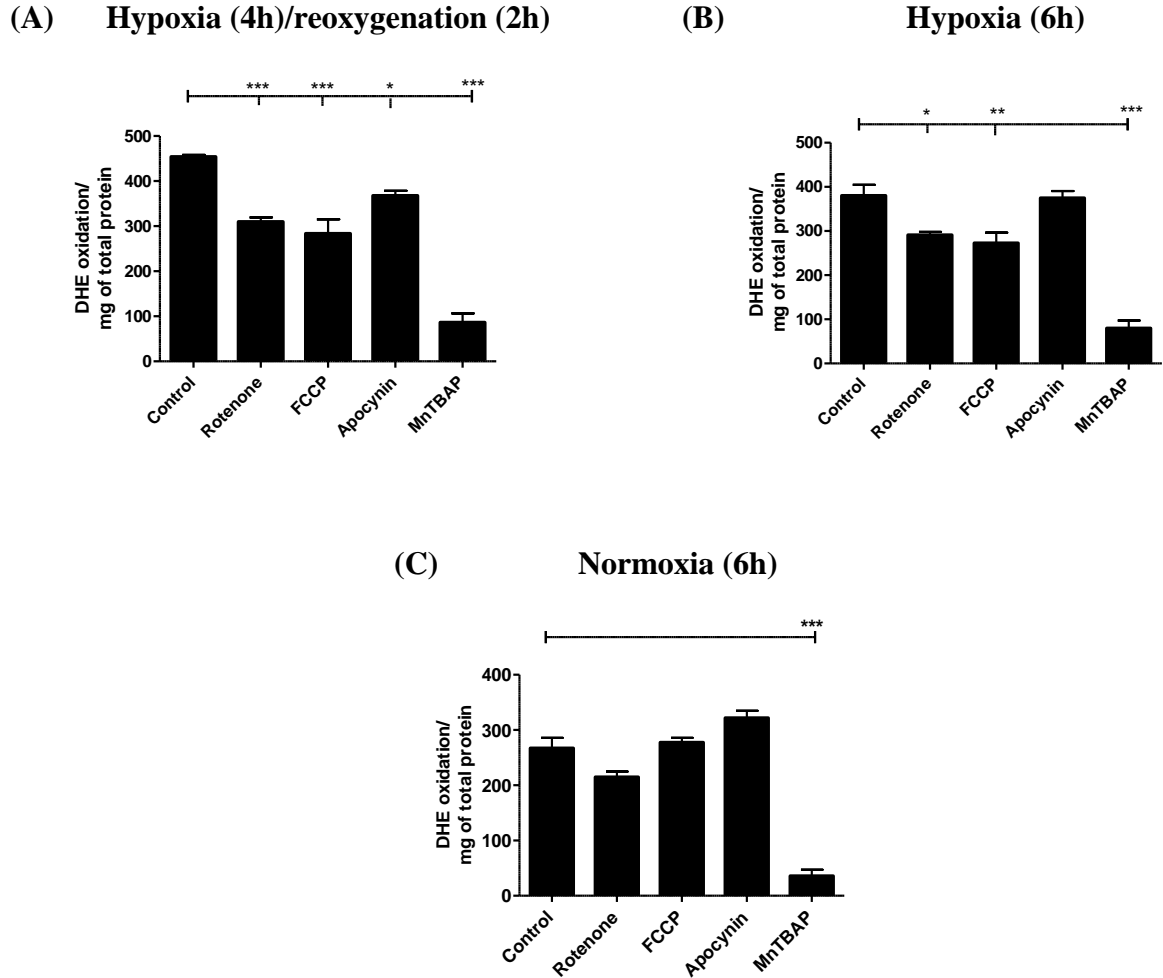 (A) Hypoxia (4h)/reoxygenation (2h)
*** *** * ***
500
400
300
200
100
0
DHE oxidation/
mg of total protein
Control
Rotenone
FCCP
Apocynin
MnTBAP
(B) Hypoxia (6h)
* ** ***
500
400
300
200
100
0
DHE oxidation/
mg of total protein
Control
Rotenone
FCCP
Apocynin
MnTBAP
(C) Normoxia (6h)
***
400
300
200
100
0
DHE oxidation/
mg of total protein
Control
Rotenone
FCCP
Apocynin
MnTBAP